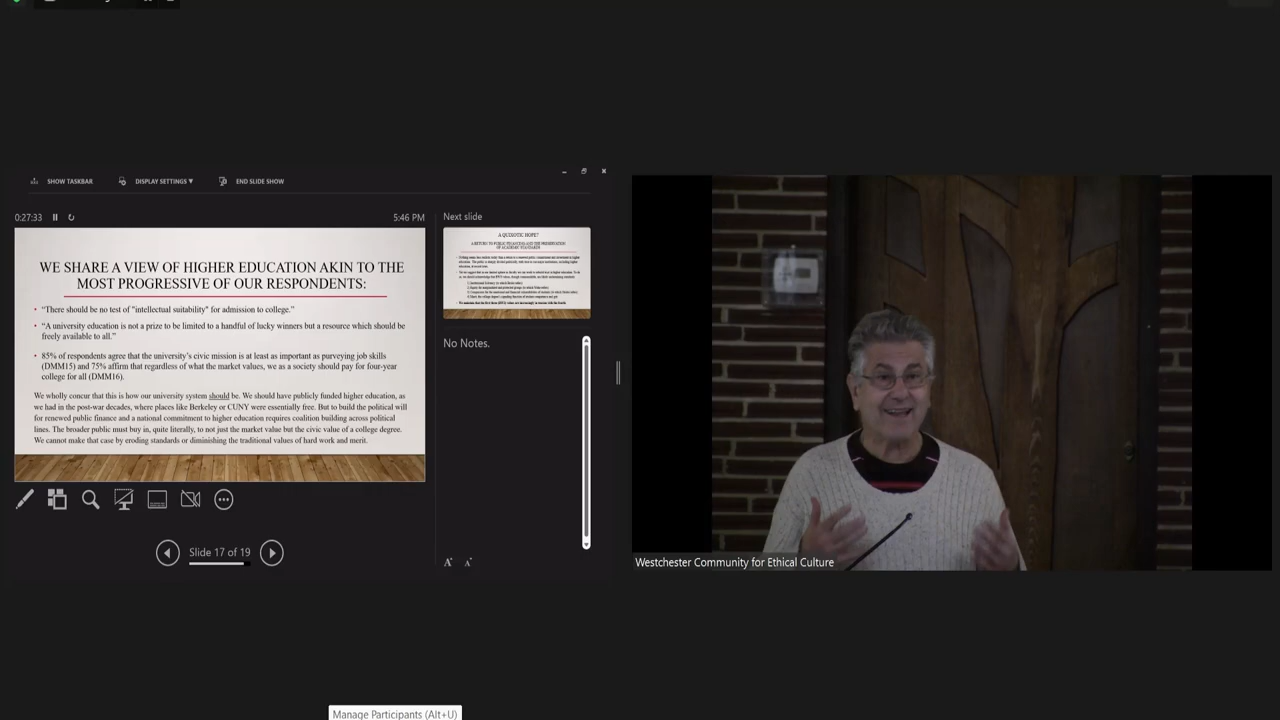 SHOW TASKBAR
DISPLAY SETTINGS ▼
END SLIDE SHOW
0:27:33
5:46 PM
WE SHARE A VIEW OF HIGHER EDUCATION AKIN TO THE
MOST PROGRESSIVE OF OUR RESPONDENTS:
• “There should be no test of "intellectual suitability" for admission to college.”
• “A university education is not a prize to be limited to a handful of lucky winners but a resource which should be
freely available to all.”
• 85% of respondents agree that the university's civic mission is at least as important as purveying job skills
(DMM15) and 75% affirm that regardless of what the market values, we as a society should pay for four-year
college for all (DMM16).
We wholly concur that this is how our university system should be. We should have publicly funded higher education, as
we had in the post-war decades, where places like Berkeley or CUNY were essentially free. But to build the political will
for renewed public finance and a national commitment to higher education requires coalition building across political
lines. The broader public must buy in, quite literally, to not just the market value but the civic value of a college degree.
We cannot make that case by eroding standards or diminishing the traditional values of hard work and merit.
Slide 17 of 19
Next slide
A QUIXOTIC HOPE?
A RETURN TO PUBLIC FINANCING AND THE PRESERVATION
OF ACADEMIC STANDARDS
No Notes.
Westchester Community for Ethical Culture
Manage Participants (Alt+U)